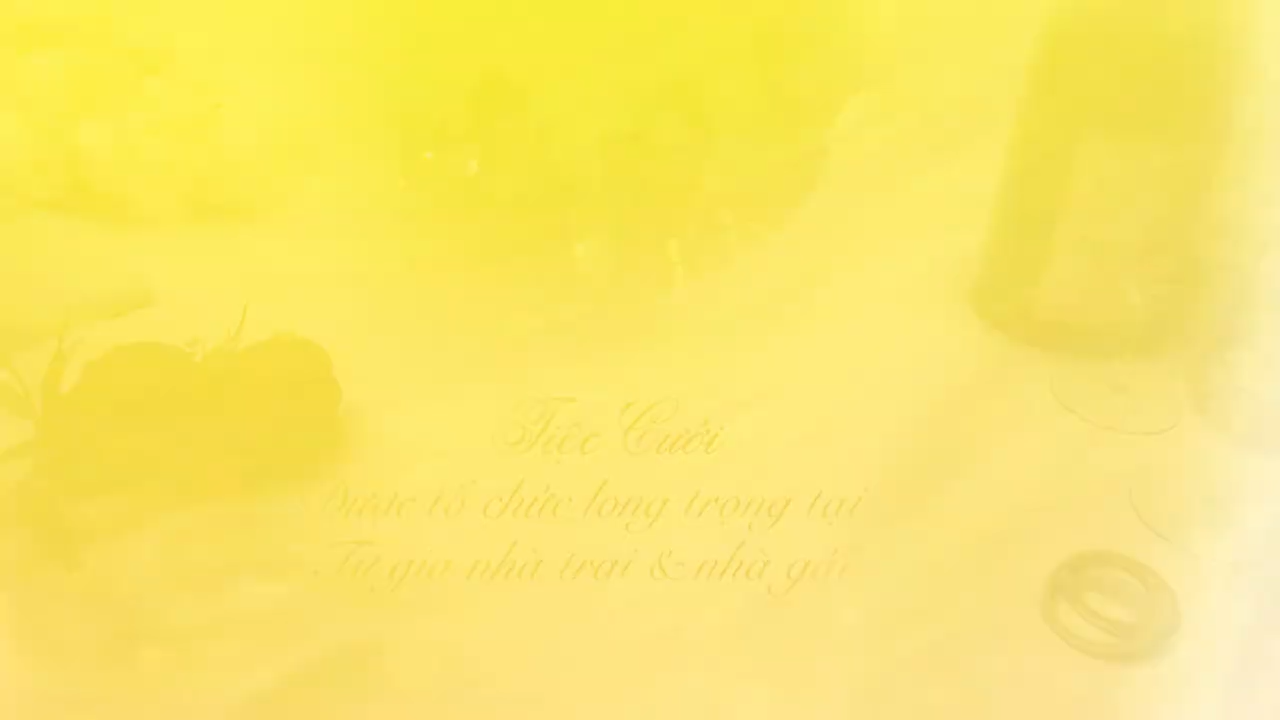 Tiệc Cưới
Được tổ chức long trọng tại
Tư gia nhà trai & nhà gái